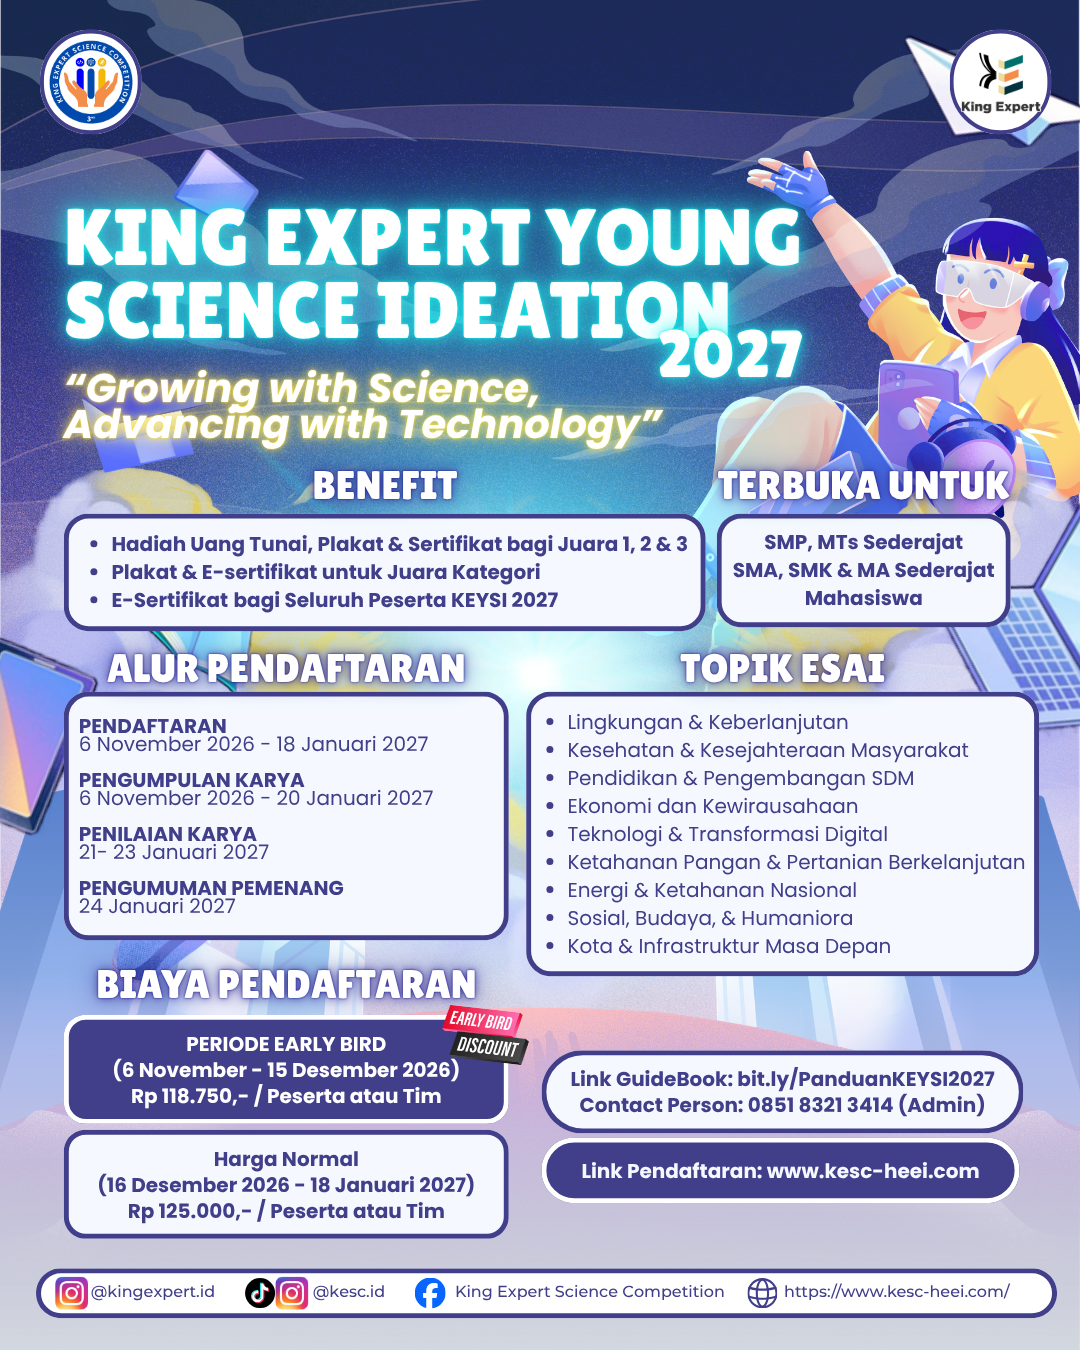 KING EXPERT SCIENCE COMPETITION
3rd
King Expert
KING EXPERT YOUNG
SCIENCE IDEATION
2027
“Growing with Science,
Advancing with Technology”
BENEFIT
• Hadiah Uang Tunai, Plakat & Sertifikat bagi Juara 1, 2 & 3
• Plakat & E-sertifikat untuk Juara Kategori
• E-Sertifikat bagi Seluruh Peserta KEYSI 2027
TERBUKA UNTUK
SMP, MTs Sederajat
SMA, SMK & MA Sederajat
Mahasiswa
ALUR PENDAFTARAN
PENDAFTARAN
6 November 2026 - 18 Januari 2027
PENGUMPULAN KARYA
6 November 2026 - 20 Januari 2027
PENILAIAN KARYA
21- 23 Januari 2027
PENGUMUMAN PEMENANG
24 Januari 2027
TOPIK ESAI
• Lingkungan & Keberlanjutan
• Kesehatan & Kesejahteraan Masyarakat
• Pendidikan & Pengembangan SDM
• Ekonomi dan Kewirausahaan
• Teknologi & Transformasi Digital
• Ketahanan Pangan & Pertanian Berkelanjutan
• Energi & Ketahanan Nasional
• Sosial, Budaya, & Humaniora
• Kota & Infrastruktur Masa Depan
BIAYA PENDAFTARAN
EARLY BIRD
DISCOUNT
PERIODE EARLY BIRD
(6 November - 15 Desember 2026)
Rp 118.750,- / Peserta atau Tim
Harga Normal
(16 Desember 2026 - 18 Januari 2027)
Rp 125.000,- / Peserta atau Tim
Link GuideBook: bit.ly/PanduanKEYSI2027
Contact Person: 0851 8321 3414 (Admin)
Link Pendaftaran: www.kesc-heei.com
@kingexpert.id
@kesc.id
King Expert Science Competition
https://www.kesc-heei.com/